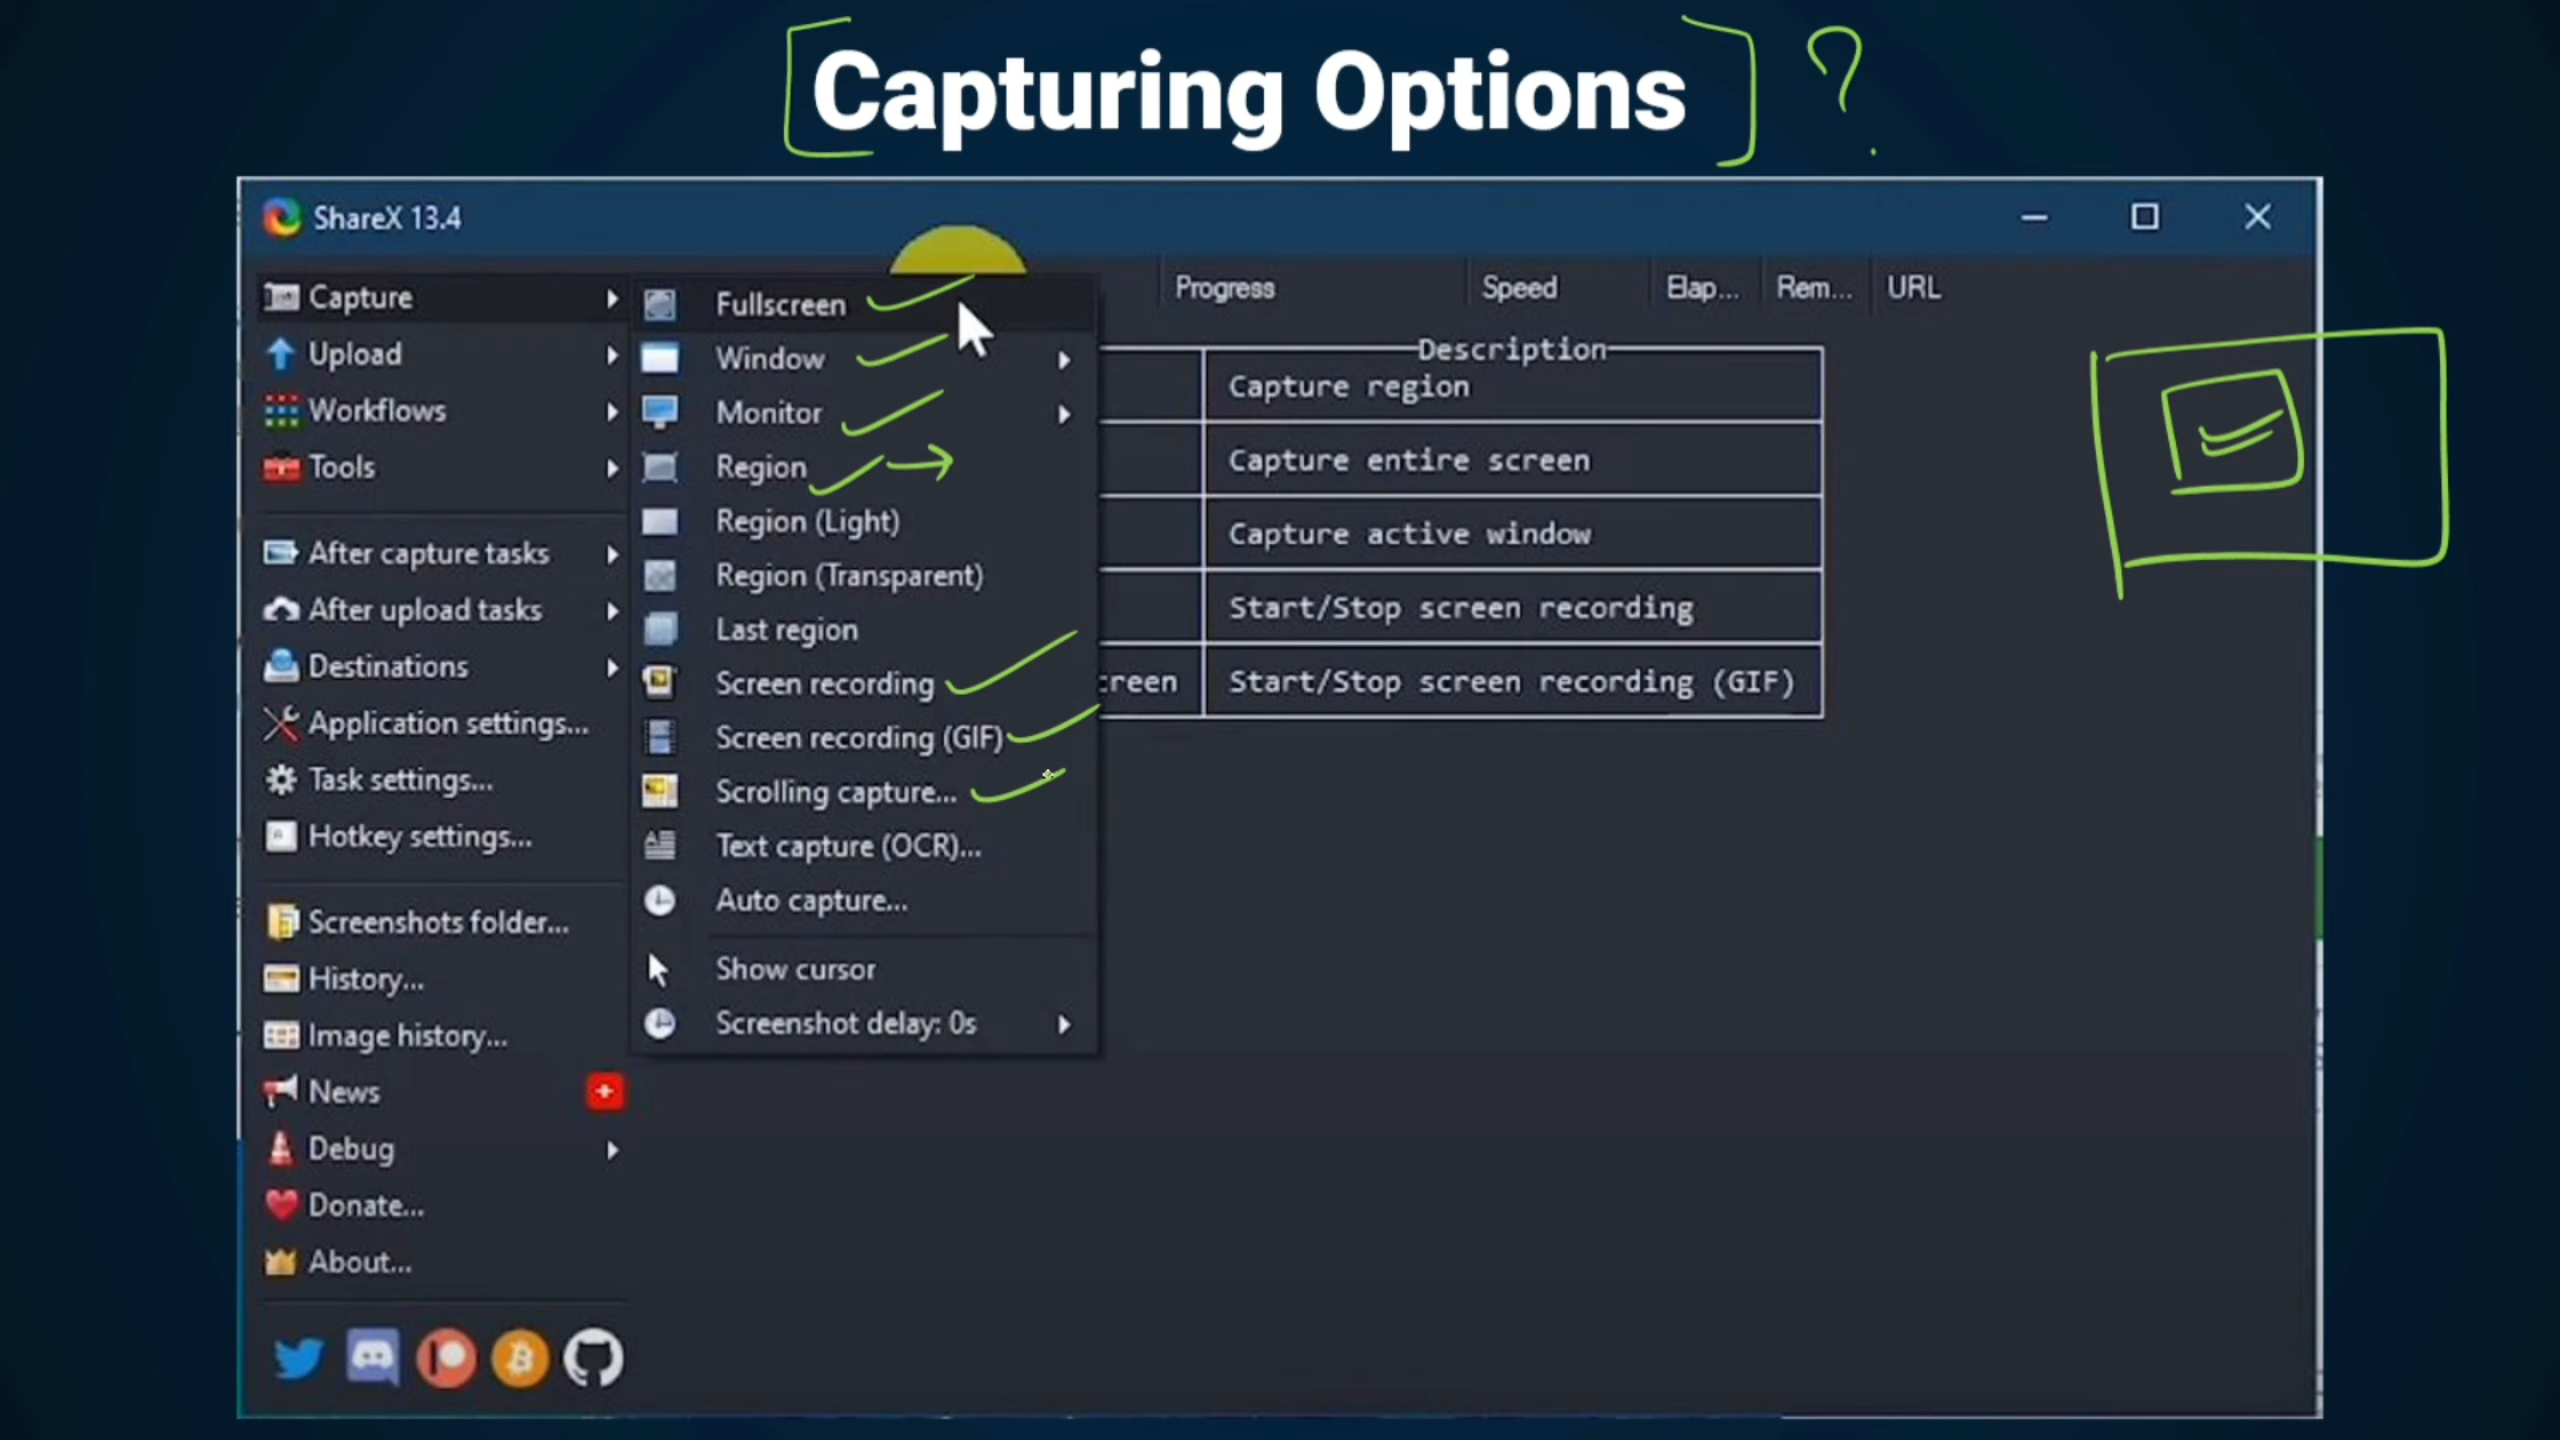 [Capturing Options] ?
ShareX 13.4
Capture
Upload
Workflows
Tools
After capture tasks
After upload tasks
Destinations
Application settings...
Task settings...
Hotkey settings...
Screenshots folder...
History...
Image history...
News
Debug
Donate...
About...
Fullscreen
Window
Monitor
Region
Region (Light)
Region (Transparent)
Last region
Screen recording
Screen recording (GIF)
Scrolling capture...
Text capture (OCR)...
Auto capture...
Show cursor
Screenshot delay: 0s
Progress Speed Elap... Rem... URL
Description
Capture region
Capture entire screen
Capture active window
Start/Stop screen recording
creen Start/Stop screen recording (GIF)